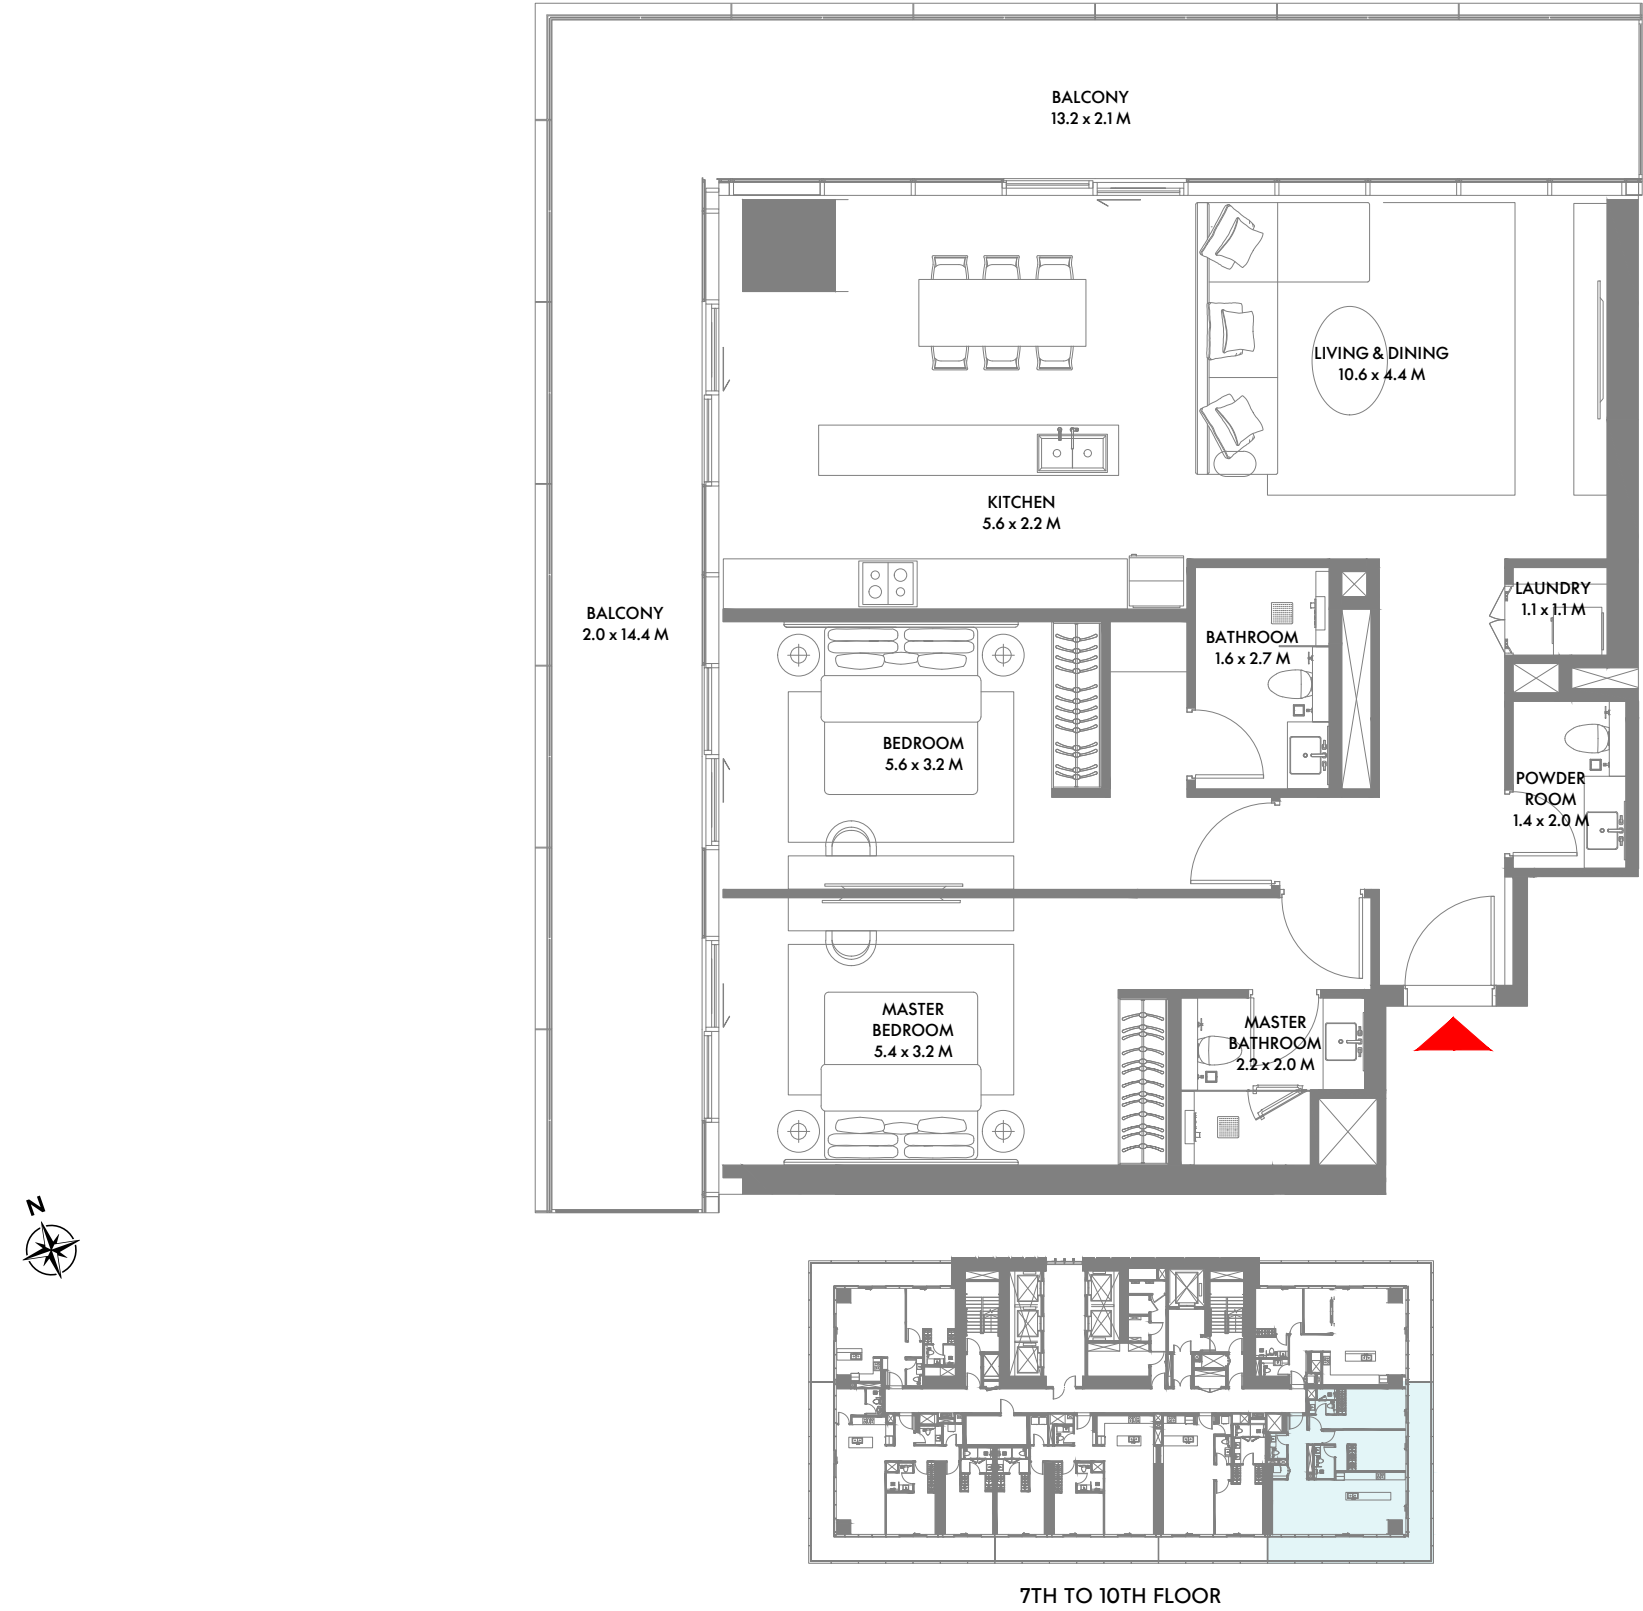 BALCONY
13.2 x 2.1 M
LIVING & DINING
10.6 x 4.4 M
KITCHEN
5.6 x 2.2 M
LAUNDRY
1.1 x 1.1 M
BALCONY
2.0 x 14.4 M
BATHROOM
1.6 x 2.7 M
BEDROOM
5.6 x 3.2 M
POWDER
ROOM
1.4 x 2.0 M
MASTER
BEDROOM
5.4 x 3.2 M
MASTER
BATHROOM
2.2 x 2.0 M
N
7TH TO 10TH FLOOR